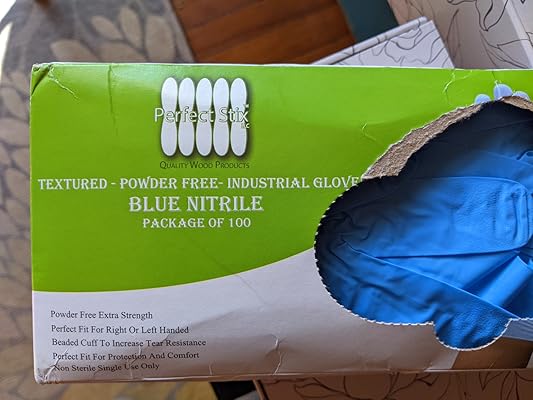 Perfect Stix
LLC
QUALITY WOOD PRODUCTS
TEXTURED - POWDER FREE- INDUSTRIAL GLOVE
BLUE NITRILE
PACKAGE OF 100
Powder Free Extra Strength
Perfect Fit For Right Or Left Handed
Beaded Cuff To Increase Tear Resistance
Perfect Fit For Protection And Comfort
Non Sterile Single Use Only